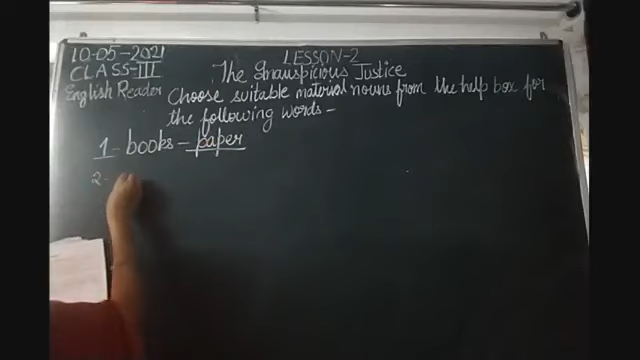 10-05-2021
CLASS-III
English Reader
LESSON-2
The Inauspicious Justice
Choose suitable material nouns from the help box for
the following words -
1 - books - paper
2 -